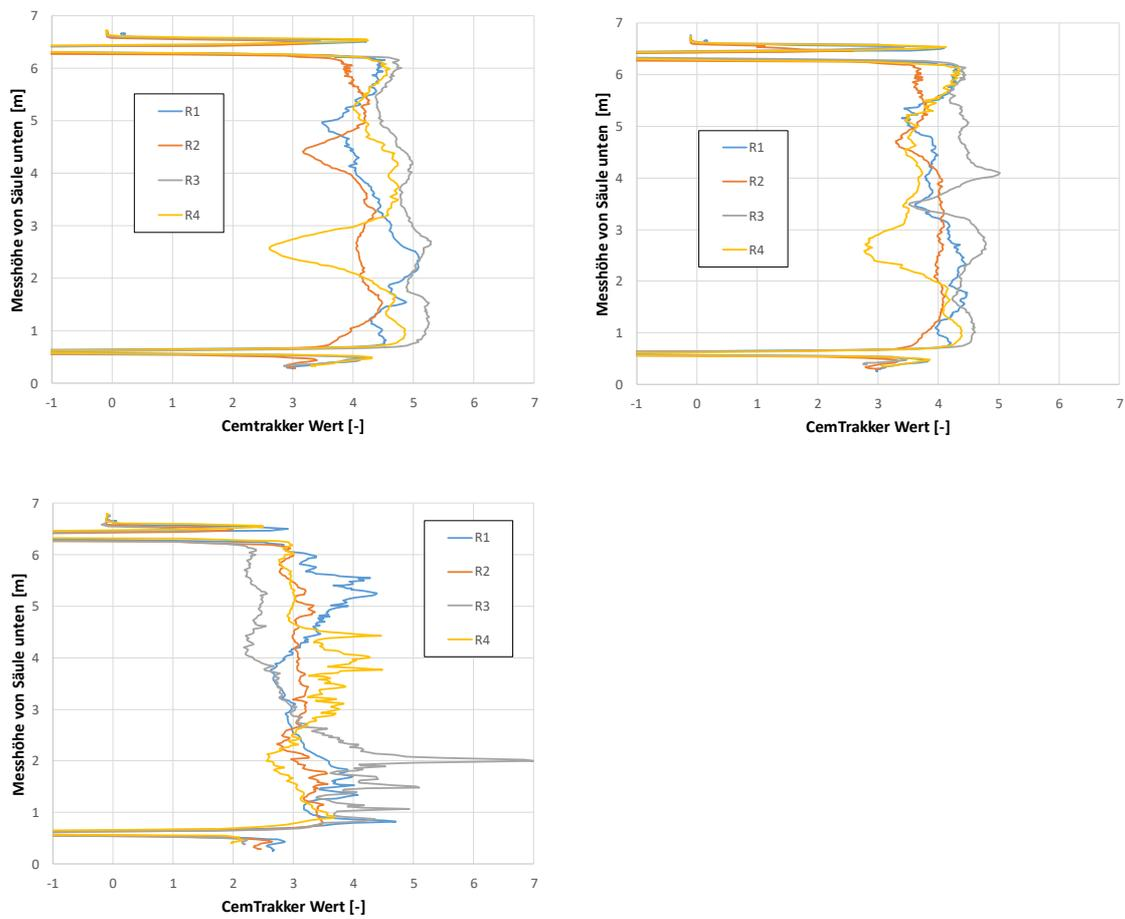 7
6
5
4
3
2
1
0
Messhöhe von Säule unten [m]
R1
R2
R3
R4
-1 0 1 2 3 4 5 6 7
Cemtrakker Wert [-]
7
6
5
4
3
2
1
0
Messhöhe von Säule unten [m]
R1
R2
R3
R4
-1 0 1 2 3 4 5 6 7
CemTrakker Wert [-]
7
6
5
4
3
2
1
0
Messhöhe von Säule unten [m]
R1
R2
R3
R4
-1 0 1 2 3 4 5 6 7
CemTrakker Wert [-]